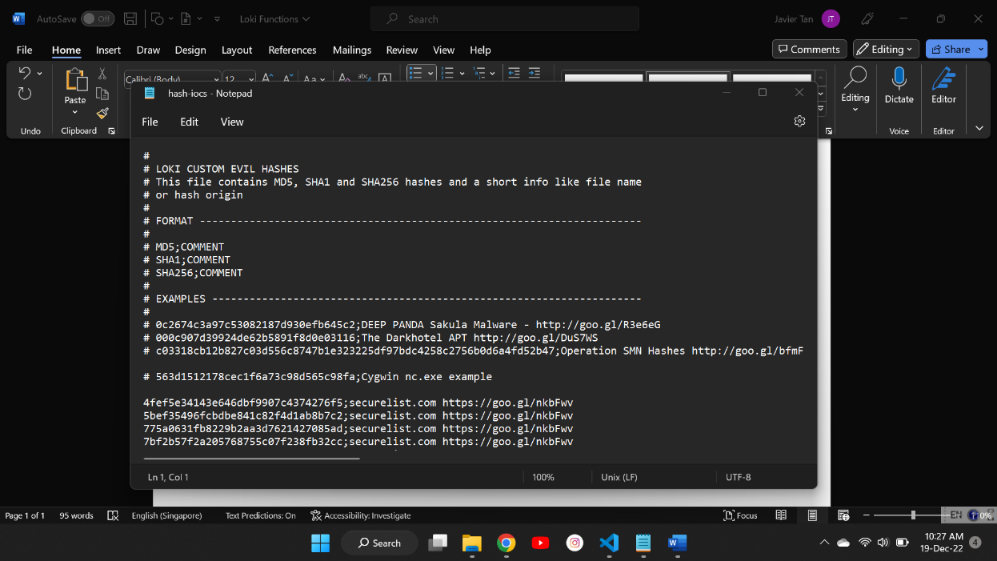 AutoSave Off Loki Functions Search Javier Tan JT
File Home Insert Draw Design Layout References Mailings Review View Help Comments Editing Share
Calibri (Body) 12
Paste Editing Dictate Editor
Undo Clipboard Voice Editor
hash-iocs - Notepad
File Edit View
#
# LOKI CUSTOM EVIL HASHES
# This file contains MD5, SHA1 and SHA256 hashes and a short info like file name
# or hash origin
#
# FORMAT -----------------------------------------------------------------------
#
# MD5;COMMENT
# SHA1;COMMENT
# SHA256;COMMENT
#
# EXAMPLES ---------------------------------------------------------------------
#
# 0c2674c3a97c53082187d930efb645c2;DEEP PANDA Sakula Malware - http://goo.gl/R3e6eG
# 000c907d39924de62b5891f8d0e03116;The Darkhotel APT http://goo.gl/DuS7WS
# c03318cb12b827c03d556c8747b1e323225df97bdc4258c2756b0d6a4fd52b47;Operation SMN Hashes http://goo.gl/bfmF
# 563d1512178cec1f6a73c98d565c98fa;Cygwin nc.exe example
4fef5e34143e646dbf9907c4374276f5;securelist.com https://goo.gl/nkbFwv
5bef35496fcbdbe841c82f4d1ab8b7c2;securelist.com https://goo.gl/nkbFwv
775a0631fb8229b2aa3d7621427085ad;securelist.com https://goo.gl/nkbFwv
7bf2b57f2a205768755c07f238fb32cc;securelist.com https://goo.gl/nkbFwv
Ln 1, Col 1 100% Unix (LF) UTF-8
Page 1 of 1 95 words English (Singapore) Text Predictions: On Accessibility: Investigate Focus EN
Search
10:27 AM
19-Dec-22 4